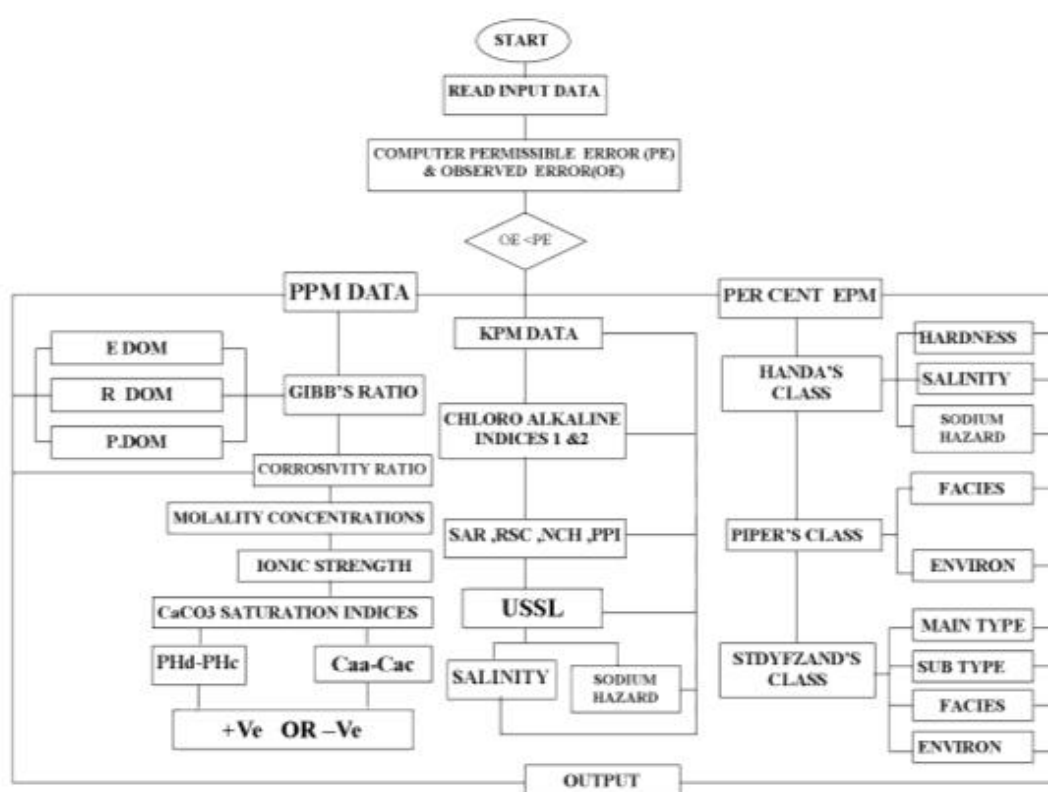 START
READ INPUT DATA
COMPUTER PERMISSIBLE ERROR (PE)
& OBSERVED ERROR(OE)
OE <PE
PPM DATA
E DOM
R DOM
P.DOM
GIBB'S RATIO
CORROSIVITY RATIO
MOLALITY CONCENTRATIONS
IONIC STRENGTH
CaCO3 SATURATION INDICES
PHd-PHc
Caa-Cac
+Ve OR –Ve
KPM DATA
CHLORO ALKALINE
INDICES 1 &2
SAR ,RSC ,NCH ,PPI
USSL
SALINITY
SODIUM
HAZARD
PER CENT EPM
HANDA'S
CLASS
HARDNESS
SALINITY
SODIUM
HAZARD
PIPER'S CLASS
FACIES
ENVIRON
STDYFZAND'S
CLASS
MAIN TYPE
SUB TYPE
FACIES
ENVIRON
OUTPUT